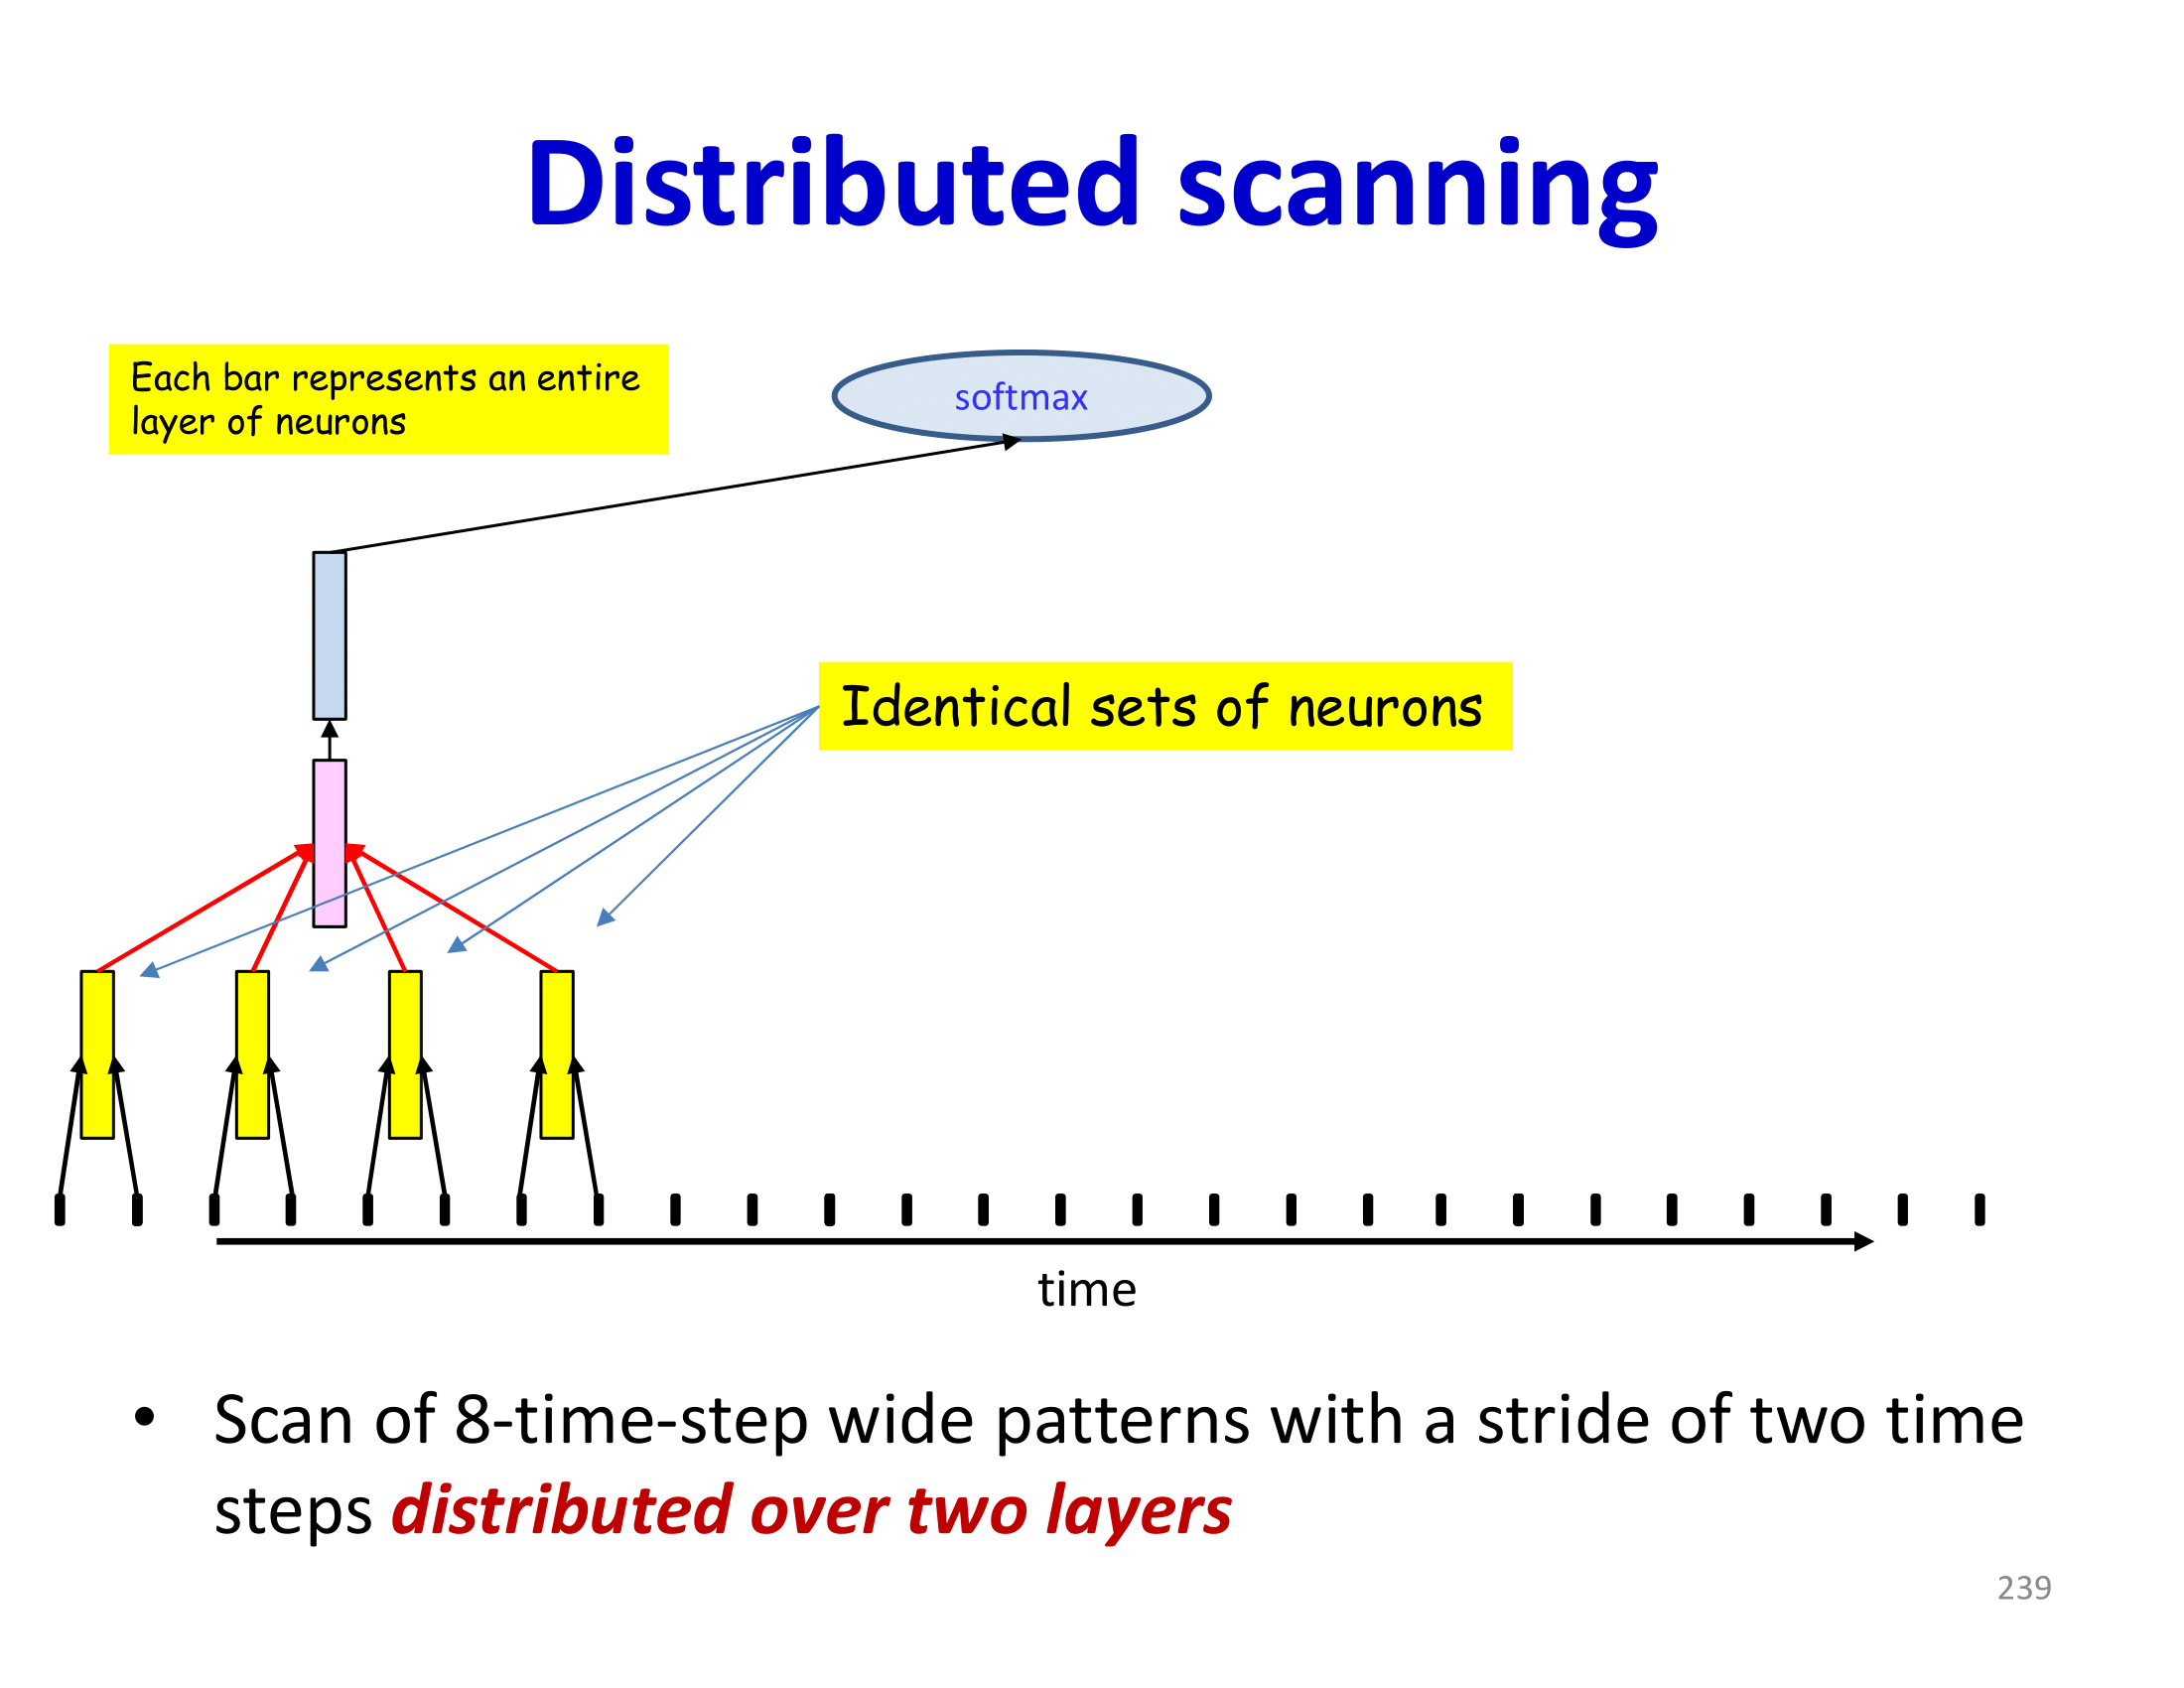 Distributed scanning
Each bar represents an entire
layer of neurons
softmax
Identical sets of neurons
time
• Scan of 8-time-step wide patterns with a stride of two time
steps distributed over two layers
239